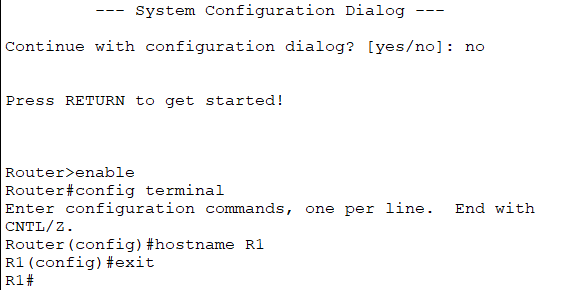 --- System Configuration Dialog ---
Continue with configuration dialog? [yes/no]: no
Press RETURN to get started!
Router>enable
Router#config terminal
Enter configuration commands, one per line.  End with
CNTL/Z.
Router(config)#hostname R1
R1(config)#exit
R1#